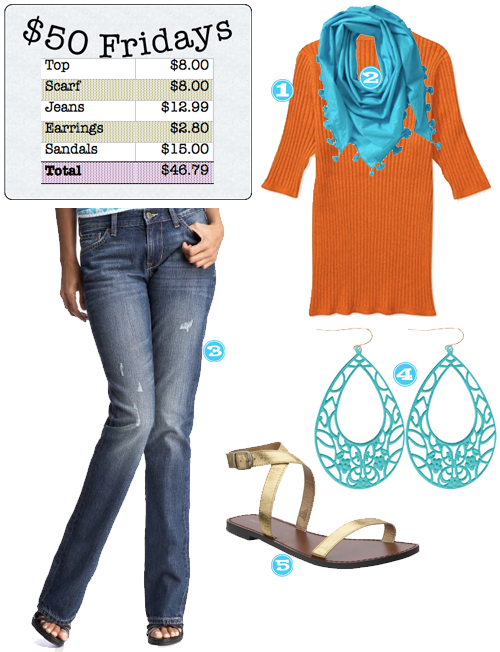 $50 Fridays
Top $8.00
Scarf $8.00
Jeans $12.99
Earrings $2.80
Sandals $15.00
Total $46.79
1
2
3
4
5